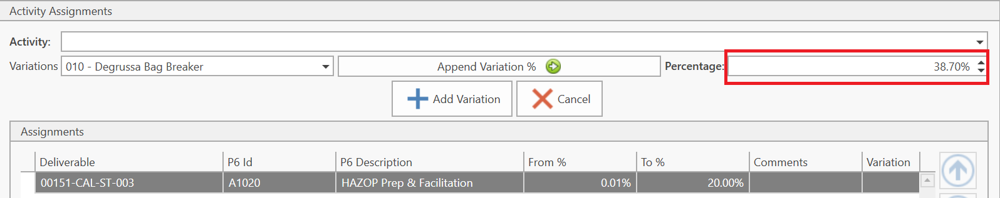 Activity Assignments
Activity:
Variations 010 - Degrussa Bag Breaker Append Variation % Percentage: 38.70%
Add Variation Cancel
Assignments
Deliverable P6 Id P6 Description From % To % Comments Variation
00151-CAL-ST-003 A1020 HAZOP Prep & Facilitation 0.01% 20.00%